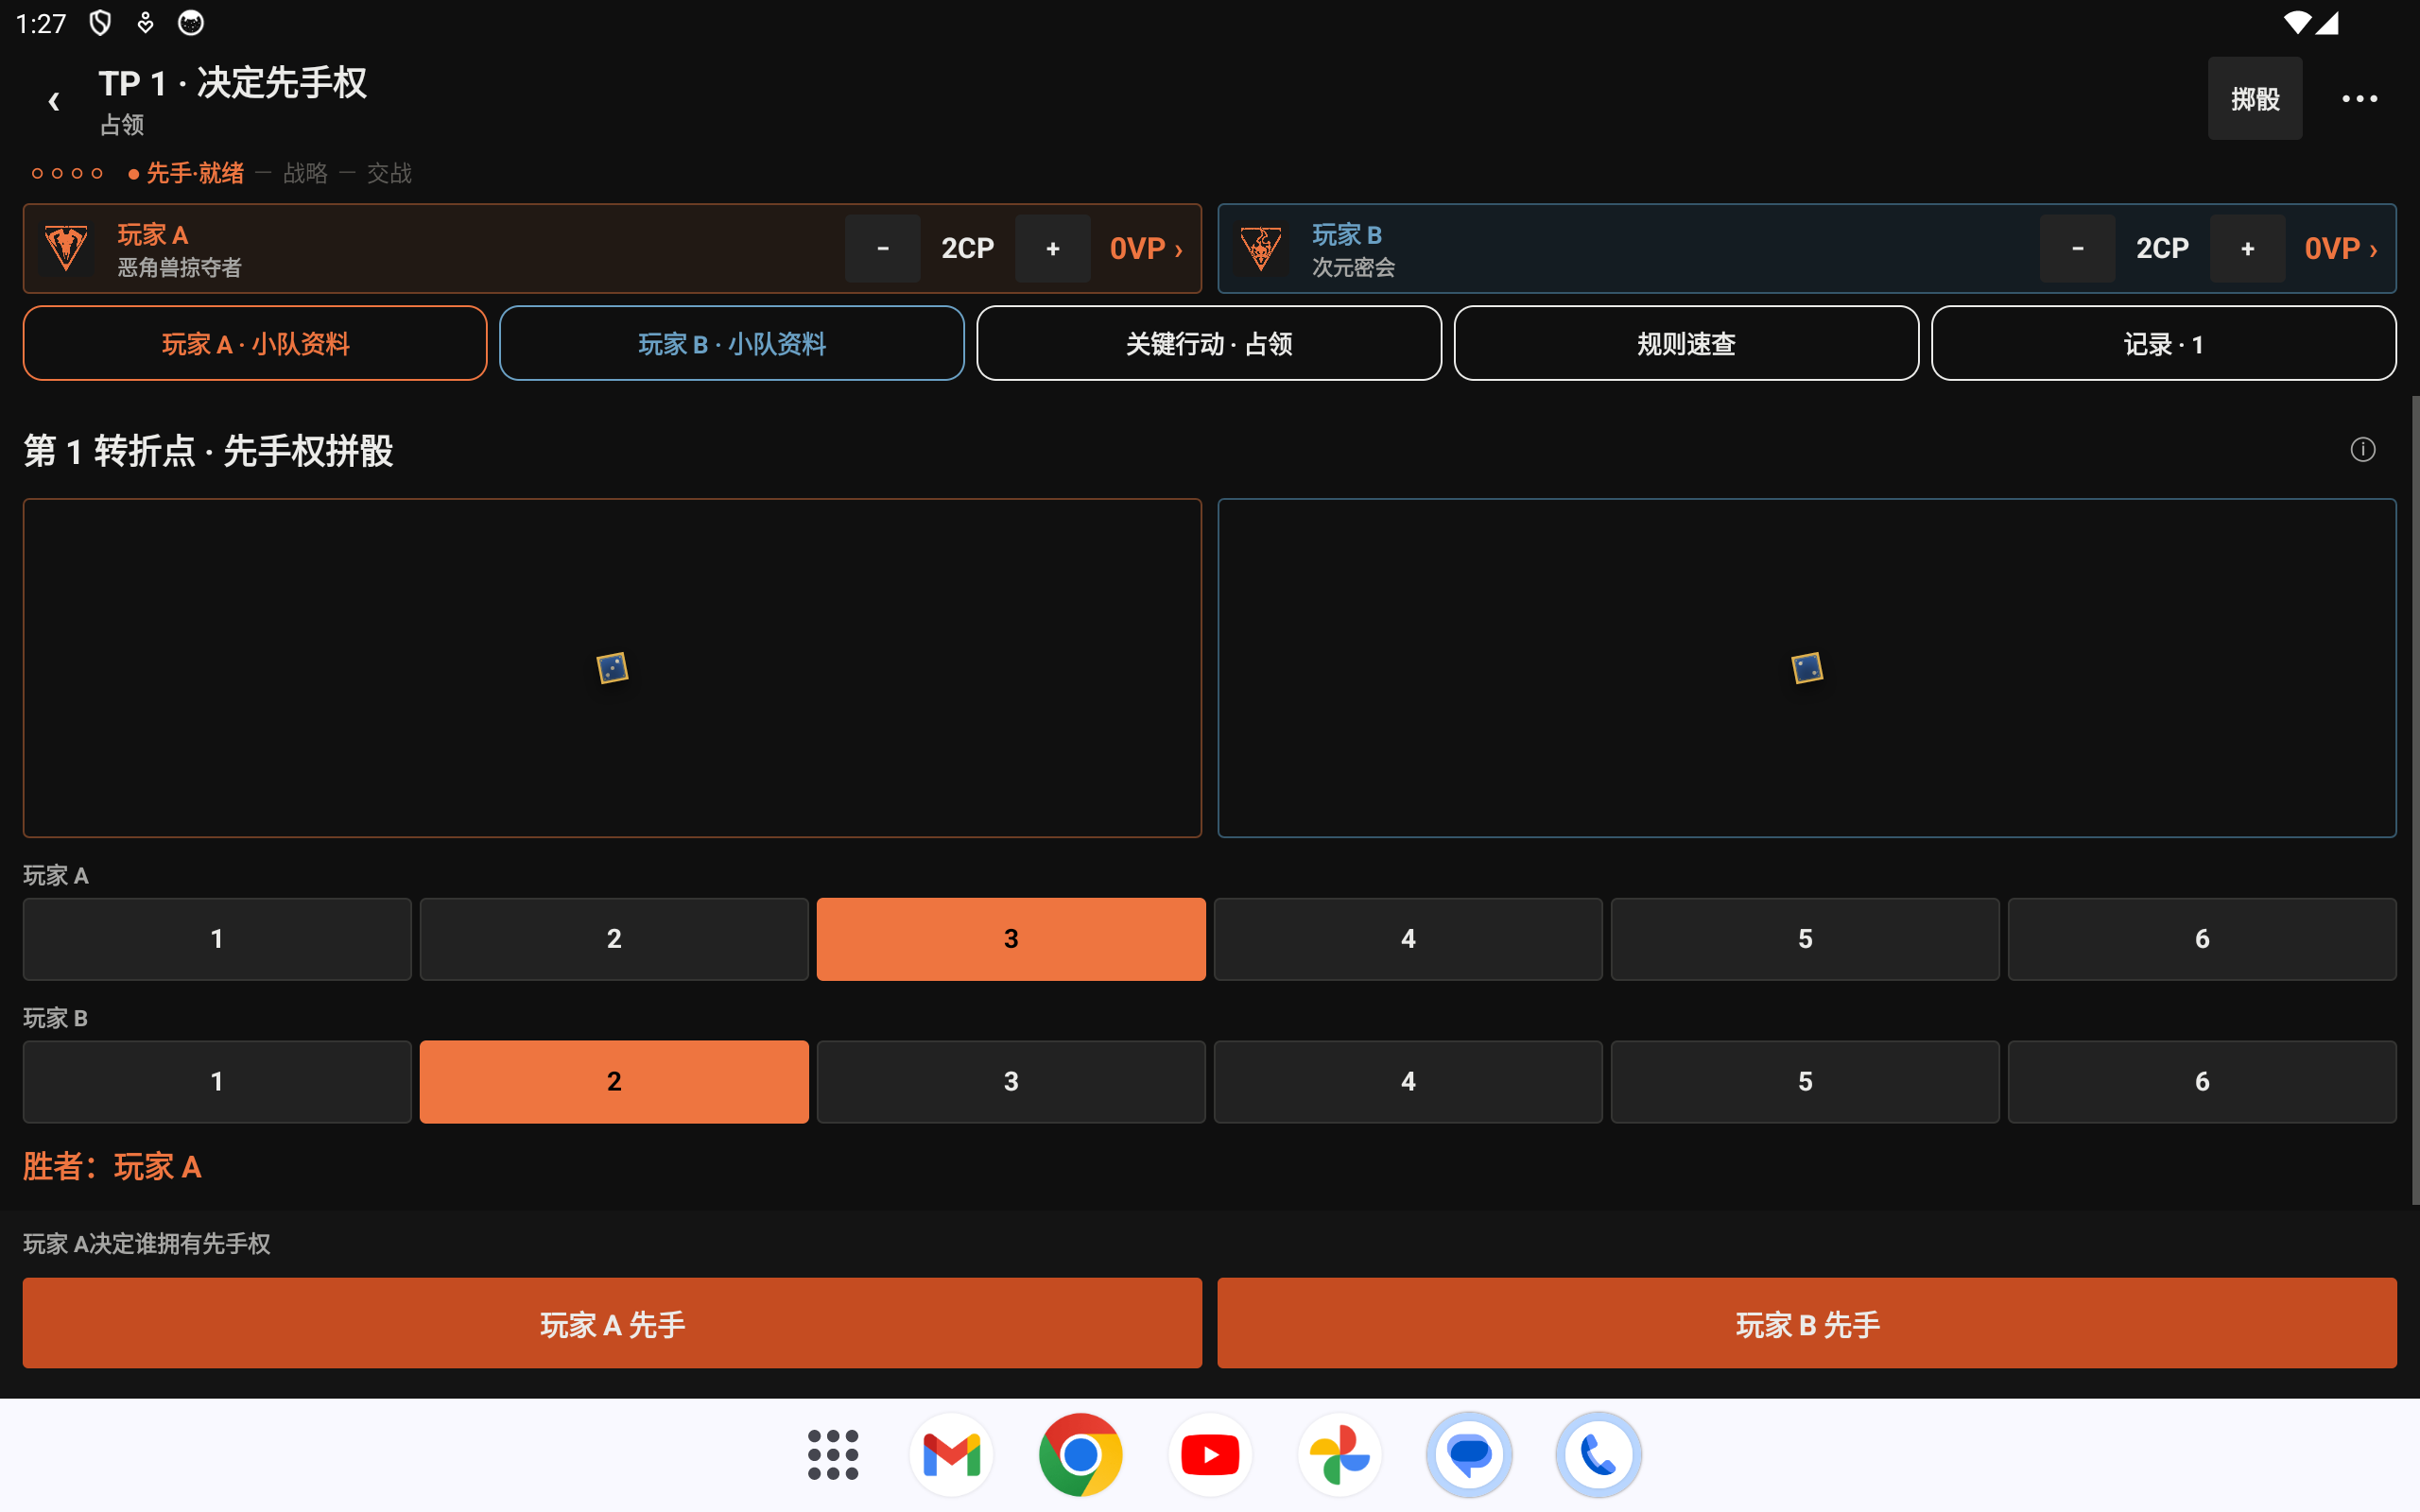 1:27
TP 1 · 决定先手权
占领
掷骰
先手·就绪 — 战略 — 交战
玩家 A
恶角兽掠夺者
- 2CP + 0VP ›
玩家 B
次元密会
- 2CP + 0VP ›
玩家 A · 小队资料
玩家 B · 小队资料
关键行动 · 占领
规则速查
记录 · 1
第 1 转折点 · 先手权拼骰
玩家 A
1 2 3 4 5 6
玩家 B
1 2 3 4 5 6
胜者：玩家 A
玩家 A决定谁拥有先手权
玩家 A 先手
玩家 B 先手